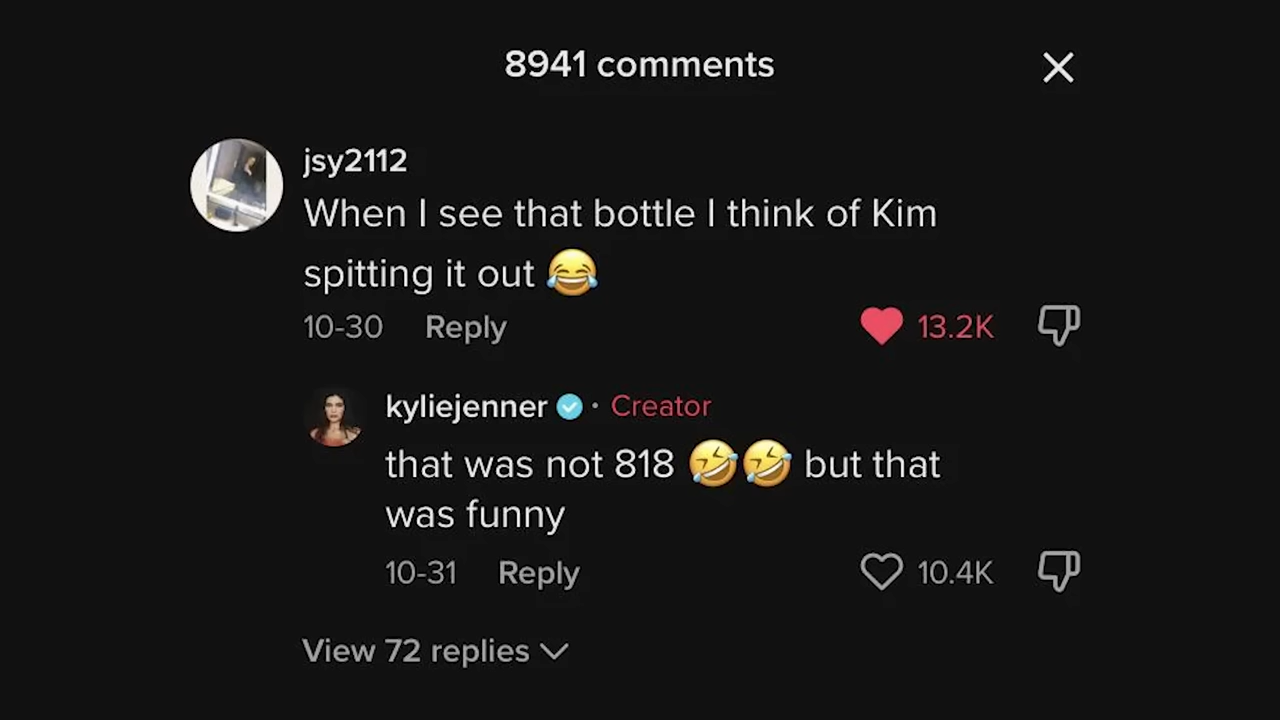 8941 comments
jsy2112
When I see that bottle I think of Kim
spitting it out 😂
10-30 Reply 13.2K
kyliejenner · Creator
that was not 818 🤣🤣 but that
was funny
10-31 Reply 10.4K
View 72 replies